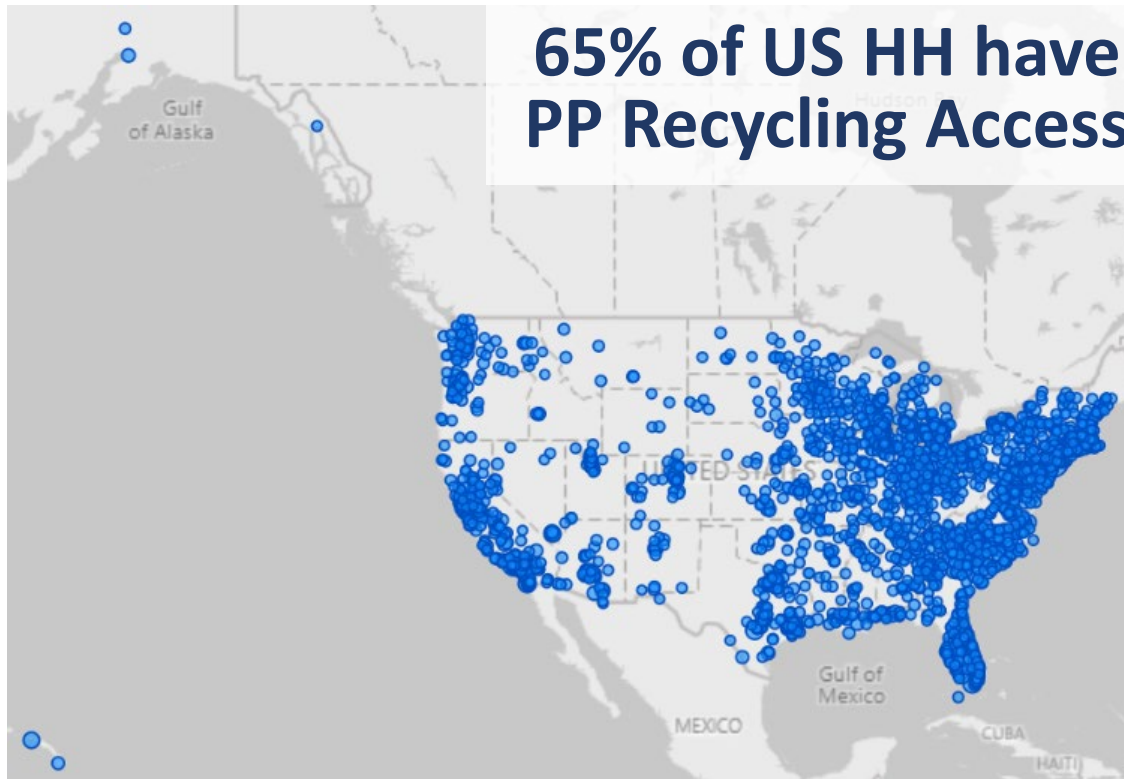 65% of US HH have
PP Recycling Access
Hudson Bay
Gulf
of Alaska
UNITED STATES
Gulf of
Mexico
MEXICO
CUBA
HAITI